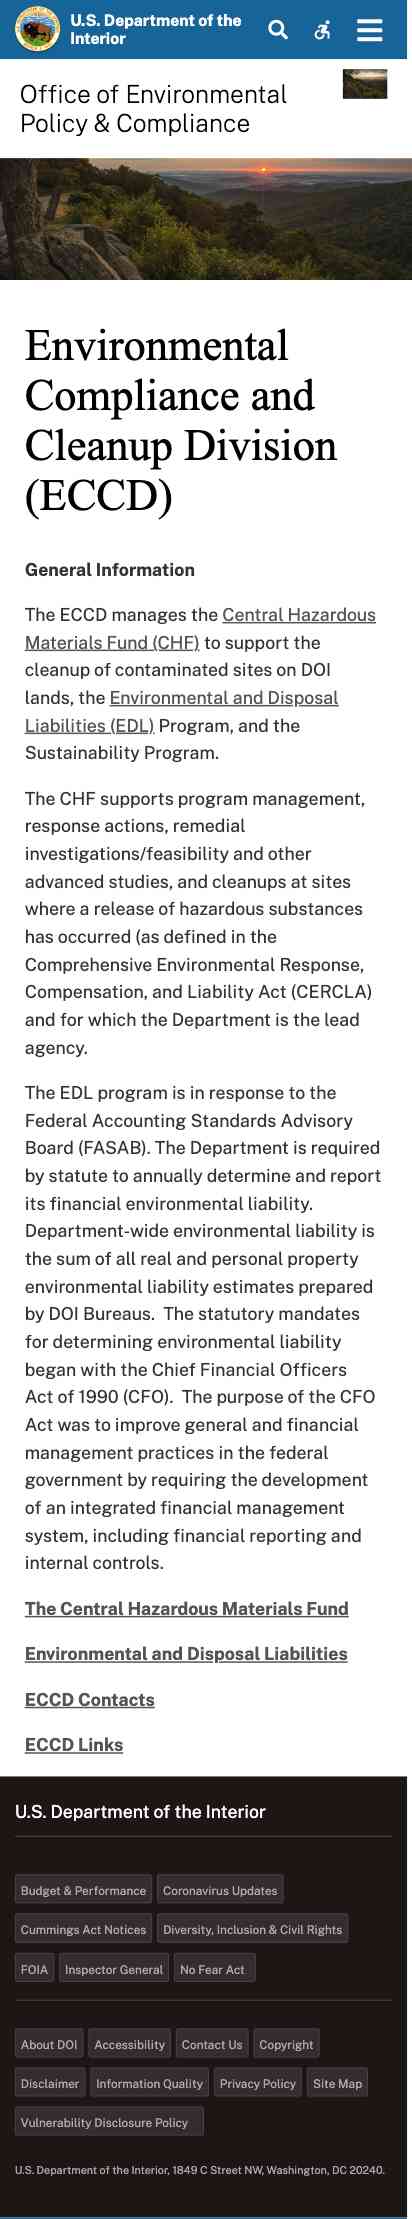 U.S. Department of the
Interior
Office of Environmental
Policy & Compliance
Environmental
Compliance and
Cleanup Division
(ECCD)
General Information
The ECCD manages the Central Hazardous
Materials Fund (CHF) to support the
cleanup of contaminated sites on DOI
lands, the Environmental and Disposal
Liabilities (EDL) Program, and the
Sustainability Program.
The CHF supports program management,
response actions, remedial
investigations/feasibility and other
advanced studies, and cleanups at sites
where a release of hazardous substances
has occurred (as defined in the
Comprehensive Environmental Response,
Compensation, and Liability Act (CERCLA)
and for which the Department is the lead
agency.
The EDL program is in response to the
Federal Accounting Standards Advisory
Board (FASAB). The Department is required
by statute to annually determine and report
its financial environmental liability.
Department-wide environmental liability is
the sum of all real and personal property
environmental liability estimates prepared
by DOI Bureaus.  The statutory mandates
for determining environmental liability
began with the Chief Financial Officers
Act of 1990 (CFO).  The purpose of the CFO
Act was to improve general and financial
management practices in the federal
government by requiring the development
of an integrated financial management
system, including financial reporting and
internal controls.
The Central Hazardous Materials Fund
Environmental and Disposal Liabilities
ECCD Contacts
ECCD Links
U.S. Department of the Interior
Budget & Performance Coronavirus Updates
Cummings Act Notices Diversity, Inclusion & Civil Rights
FOIA Inspector General No Fear Act
About DOI Accessibility Contact Us Copyright
Disclaimer Information Quality Privacy Policy Site Map
Vulnerability Disclosure Policy
U.S. Department of the Interior, 1849 C Street NW, Washington, DC 20240.